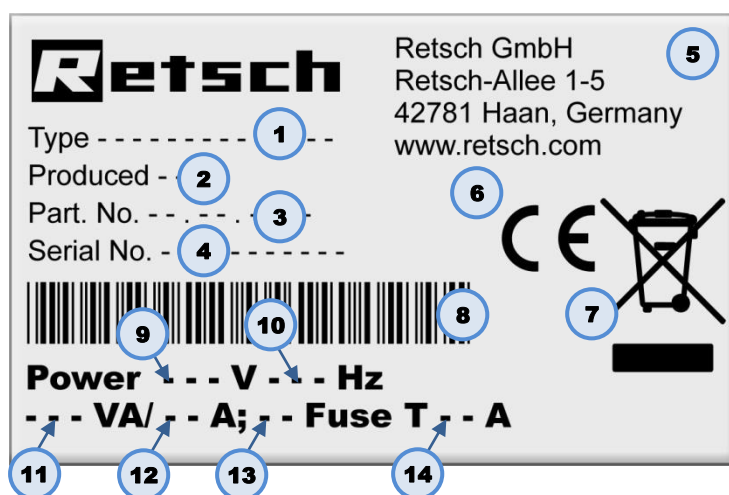 Retsch
Retsch GmbH
Retsch-Allee 1-5
42781 Haan, Germany
www.retsch.com
5
Type - - - - - - - - - 1 - -
Produced - - 2
Part. No. - - . - - . - 3 -
Serial No. - 4 - - - - - - -
6
CE
7
8
9
10
Power - - - V - - - Hz
- - - VA/ - - A; - - Fuse T - - A
11
12
13
14